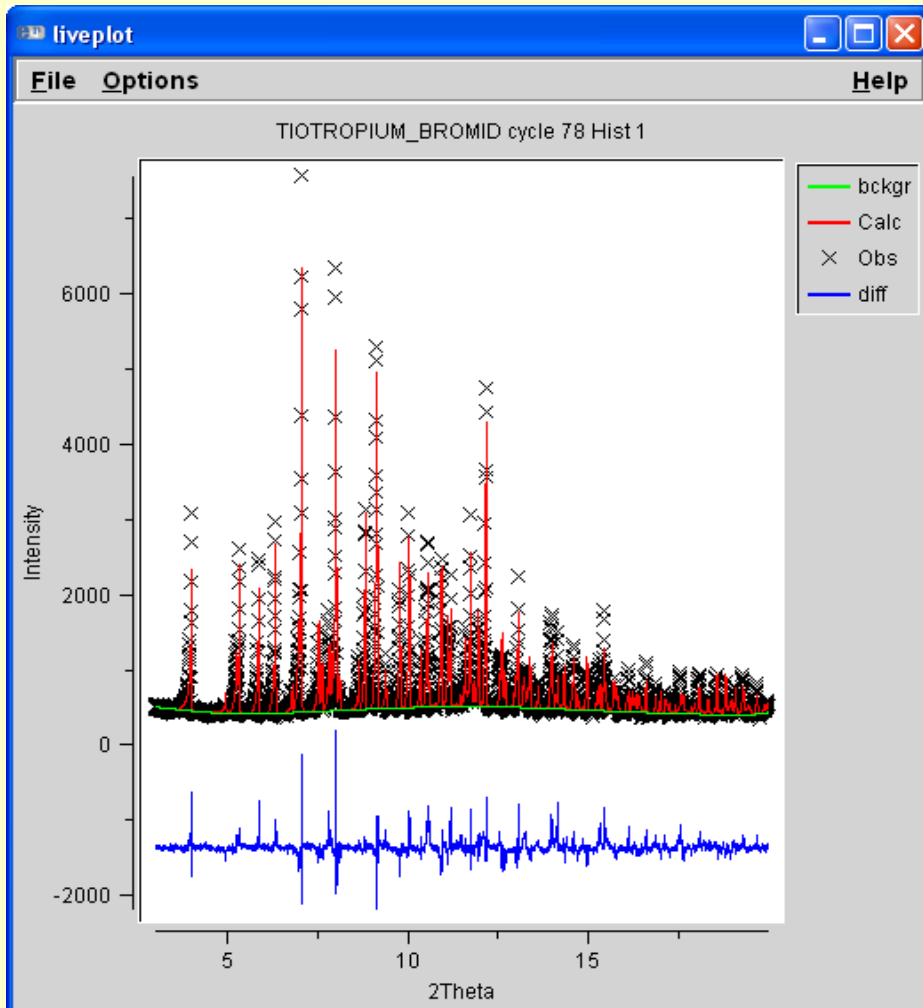 liveplot
File Options Help
TIOTROPIUM_BROMID cycle 78 Hist 1
bckgr
Calc
Obs
diff
6000
4000
2000
0
-2000
Intensity
5 10 15
2Theta